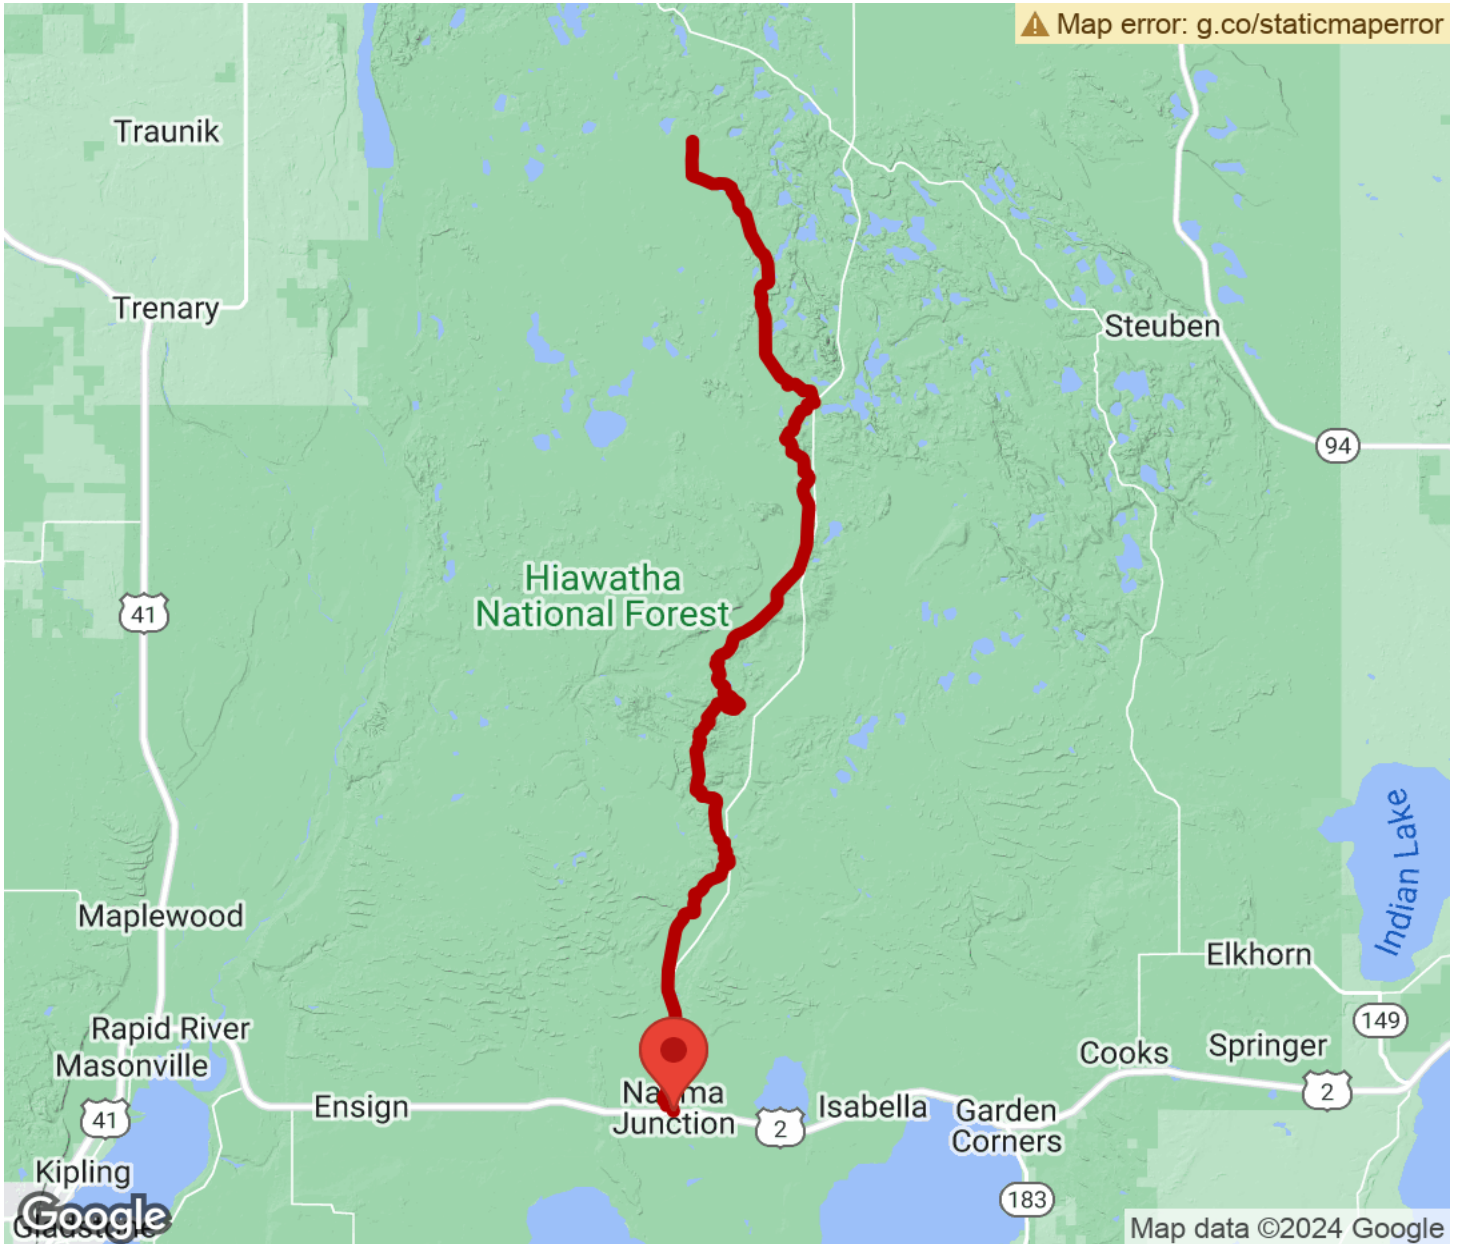 Map error: g.co/staticmaperror
Traunik
Trenary
Steuben
94
Hiawatha
National Forest
41
Indian Lake
Maplewood
Elkhorn
Rapid River
149
Masonville
Cooks
Springer
2
41
Ensign
Junction
2
Isabella
Garden
Corners
Kipling
183
Google
Map data ©2024 Google